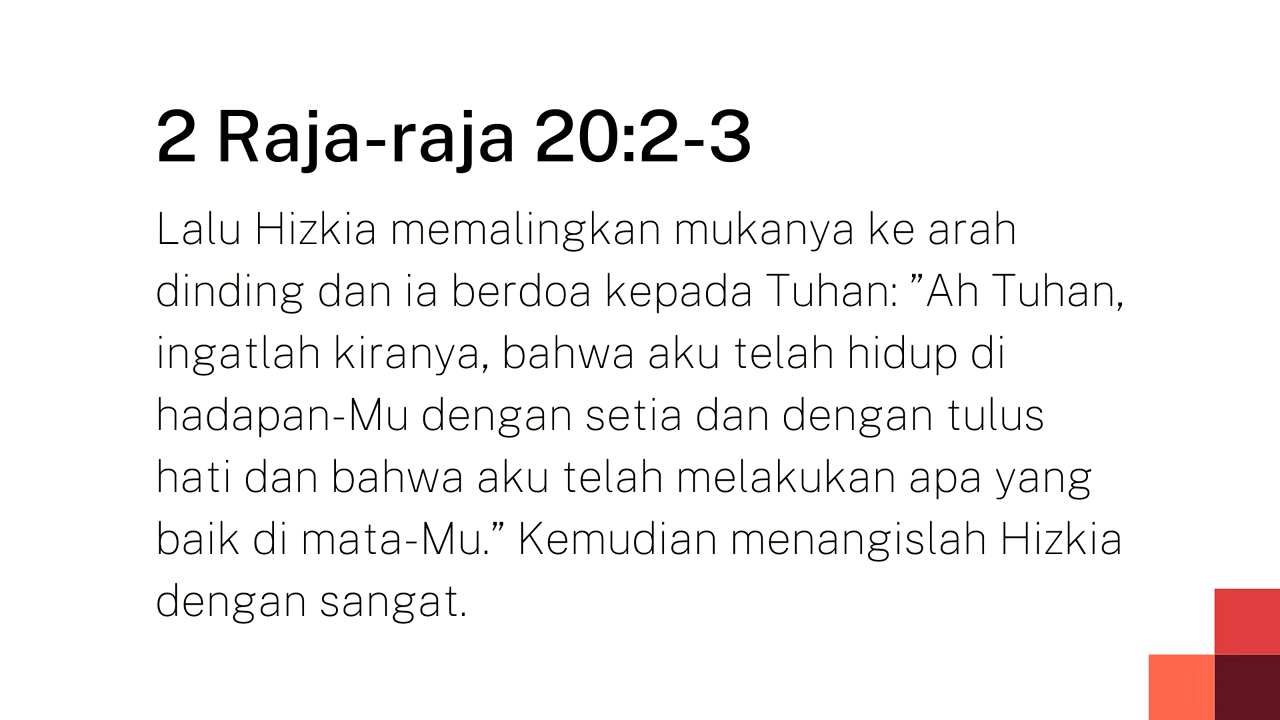 2 Raja-raja 20:2-3
Lalu Hizkia memalingkan mukanya ke arah
dinding dan ia berdoa kepada Tuhan: ”Ah Tuhan,
ingatlah kiranya, bahwa aku telah hidup di
hadapan-Mu dengan setia dan dengan tulus
hati dan bahwa aku telah melakukan apa yang
baik di mata-Mu.” Kemudian menangislah Hizkia
dengan sangat.